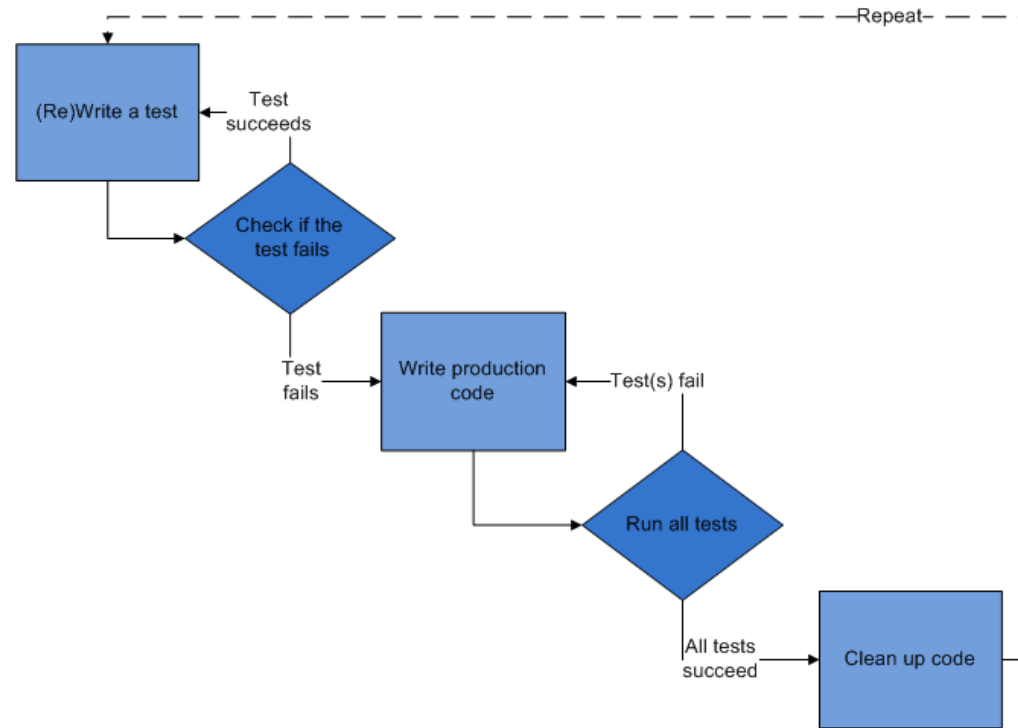 Repeat
(Re)Write a test
Test
succeeds
Check if the
test fails
Test
fails
Write production
code
Test(s) fail
Run all tests
All tests
succeed
Clean up code